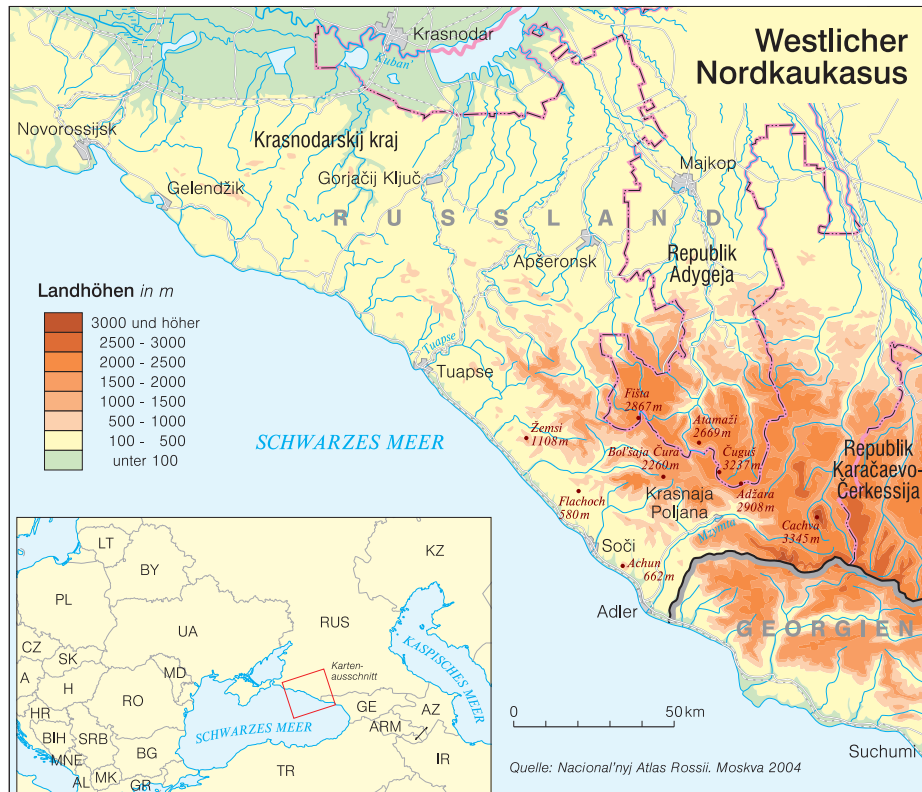 Westlicher
Nordkaukasus
Krasnodar
Kuban'
Novorossijsk
Krasnodarskij kraj
Gelendžik
Gorjačij Ključ
Majkop
RUSSLAND
Apšeronsk
Republik
Adygeja
Landhöhen in m
3000 und höher
2500 - 3000
2000 - 2500
1500 - 2000
1000 - 1500
500 - 1000
100 - 500
unter 100
Tuapse
Tuapse
SCHWARZES MEER
Fišta
2867 m
Atamaži
2669 m
Žemsi
1108 m
Bol'šaja Čura
2260 m
Čuguš
3237 m
Republik
Karačaevo-
Čerkessija
Flachoch
580 m
Krasnaja
Poljana
Adžara
2908 m
Mzymta
Cachva
3345 m
Soči
Achun
662 m
Adler
GEORGIEN
LT
BY
KZ
PL
RUS
UA
CZ
SK
A
H
MD
RO
HR
BIH
SRB
MNE
BG
AL
MK
GR
TR
GE
ARM
AZ
IR
Karten-
ausschnitt
KASPISCHES
MEER
SCHWARZES MEER
0 50 km
Suchumi
Quelle: Nacional'nyj Atlas Rossii. Moskva 2004